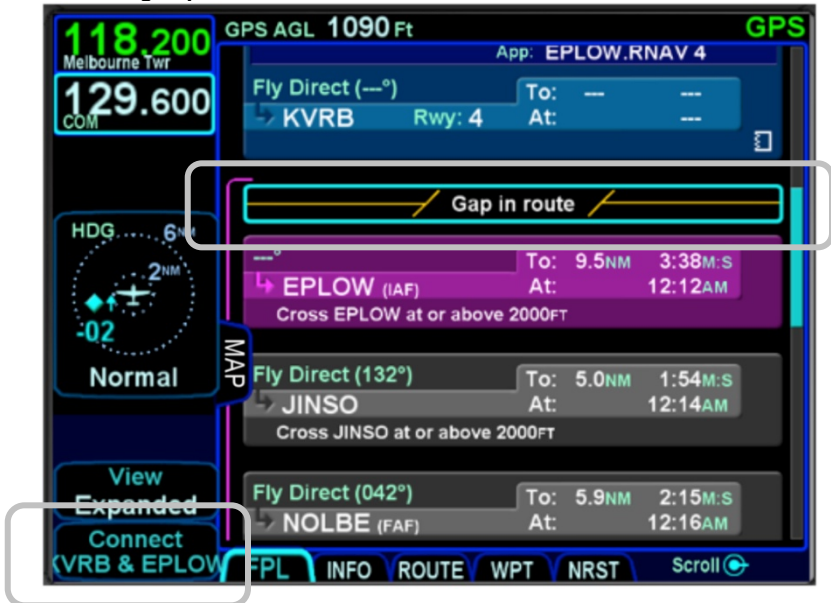 118.200
Melbourne Twr
129.600
COM
GPS AGL 1090 Ft
GPS
App: EPLOW.RNAV 4
Fly Direct (---°)
To: --- ---
KVRB Rwy: 4 At: ---
Gap in route
HDG 6NM
2NM
-02
Normal
MAP
---° To: 9.5NM 3:38M:S
EPLOW (IAF) At: 12:12AM
Cross EPLOW at or above 2000FT
Fly Direct (132°) To: 5.0NM 1:54M:S
JINSO At: 12:14AM
Cross JINSO at or above 2000FT
Fly Direct (042°) To: 5.9NM 2:15M:S
NOLBE (FAF) At: 12:16AM
View
Expanded
Connect
KVRB & EPLOW
FPL INFO ROUTE WPT NRST Scroll